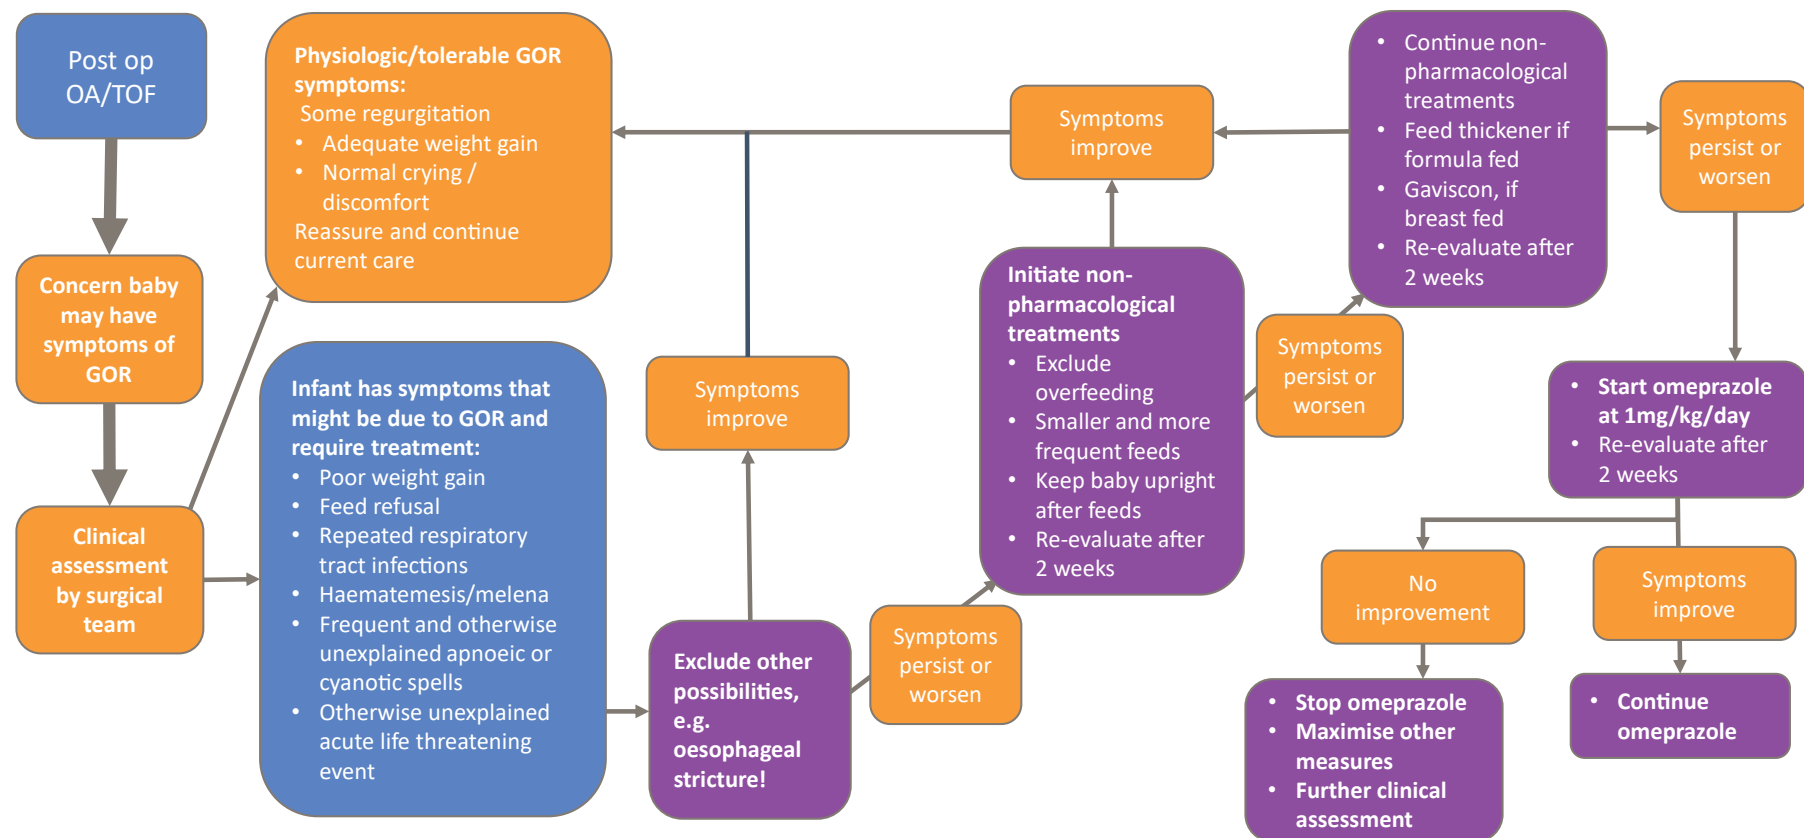 Post op
OA/TOF
Concern baby
may have
symptoms of
GOR
Clinical
assessment
by surgical
team
Physiologic/tolerable GOR
symptoms:
Some regurgitation
• Adequate weight gain
• Normal crying /
discomfort
Reassure and continue
current care
Infant has symptoms that
might be due to GOR and
require treatment:
• Poor weight gain
• Feed refusal
• Repeated respiratory
tract infections
• Haematemesis/melena
• Frequent and otherwise
unexplained apnoeic or
cyanotic spells
• Otherwise unexplained
acute life threatening
event
Exclude other
possibilities,
e.g.
oesophageal
stricture!
Symptoms
improve
Symptoms
persist or
worsen
Initiate non-
pharmacological
treatments
• Exclude
overfeeding
• Smaller and more
frequent feeds
• Keep baby upright
after feeds
• Re-evaluate after
2 weeks
Symptoms
improve
Symptoms
persist or
worsen
• Continue non-
pharmacological
treatments
• Feed thickener if
formula fed
• Gaviscon, if
breast fed
• Re-evaluate after
2 weeks
Symptoms
persist or
worsen
• Start omeprazole
at 1mg/kg/day
• Re-evaluate after
2 weeks
No
improvement
Symptoms
improve
• Stop omeprazole
• Maximise other
measures
• Further clinical
assessment
• Continue
omeprazole